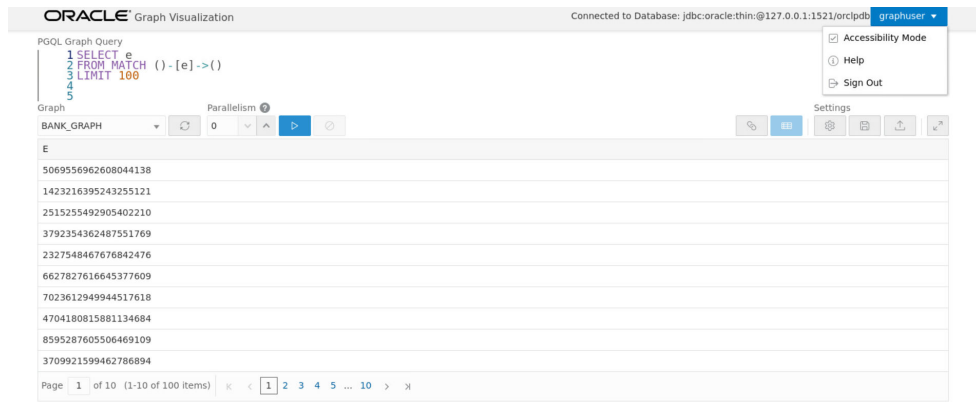 ORACLE® Graph Visualization
Connected to Database: jdbc:oracle:thin:@127.0.0.1:1521/orclpdb graphuser
Accessibility Mode
Help
Sign Out
PGQL Graph Query
1 SELECT e
2 FROM MATCH ()-[e]->()
3 LIMIT 100
4
5
Graph Parallelism Settings
BANK_GRAPH 0
E
5069556962608044138
1423216395243255121
2515255492905402210
3792354362487551769
2327548467676842476
6627827616645377609
7023612949944517618
4704180815881134684
8595287605506469109
3709921599462786894
Page 1 of 10 (1-10 of 100 items) 1 2 3 4 5 ... 10